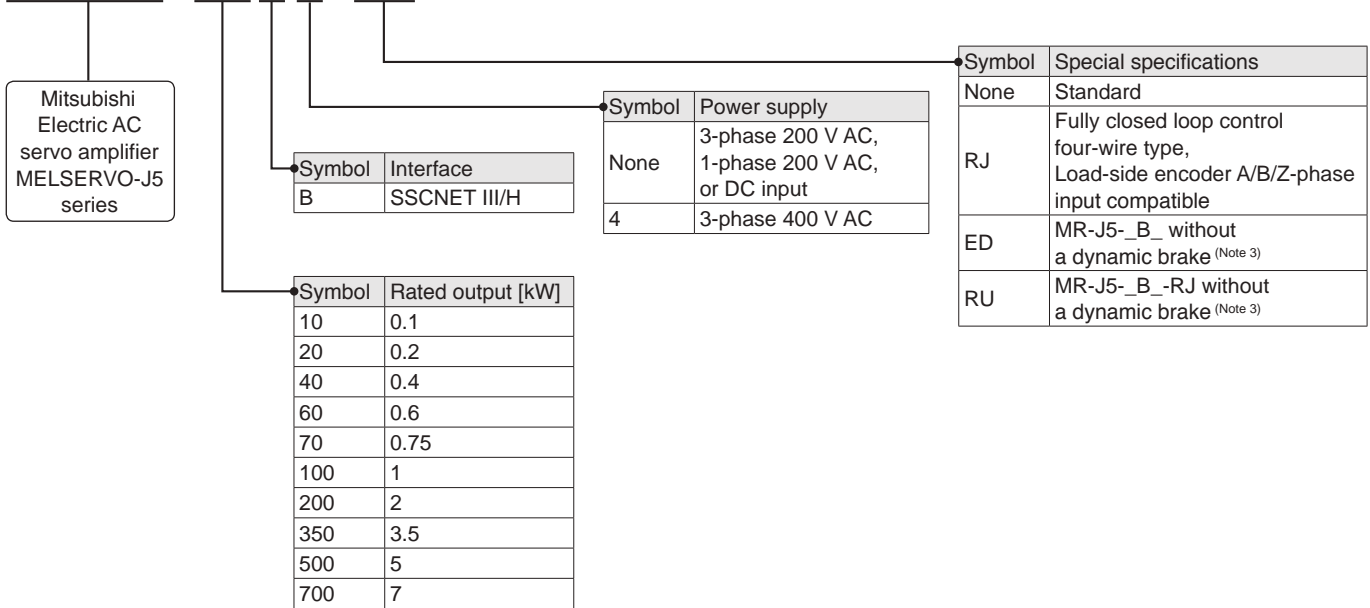 Mitsubishi
Electric AC
servo amplifier
MELSERVO-J5
series
Symbol Interface
B SSCNET III/H
Symbol Rated output [kW]
10 0.1
20 0.2
40 0.4
60 0.6
70 0.75
100 1
200 2
350 3.5
500 5
700 7
Symbol Power supply
None 3-phase 200 V AC,
1-phase 200 V AC,
or DC input
4 3-phase 400 V AC
Symbol Special specifications
None Standard
RJ Fully closed loop control
four-wire type,
Load-side encoder A/B/Z-phase
input compatible
ED MR-J5-_B_ without
a dynamic brake (Note 3)
RU MR-J5-_B_-RJ without
a dynamic brake (Note 3)